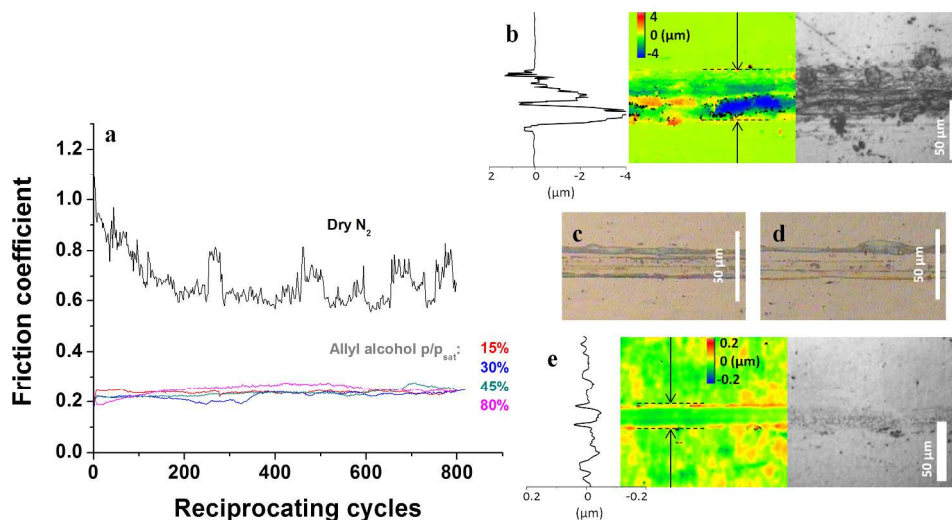 a
Friction coefficient
1.2
1.0
0.8
0.6
0.4
0.2
0.0
Dry N₂
Allyl alcohol p/pₛₐₜ:
15%
30%
45%
80%
0
200
400
600
800
Reciprocating cycles
b
4
0 (µm)
-4
50 µm
2
0
-2
-4
(µm)
c
50 µm
d
50 µm
e
0.2
0 (µm)
-0.2
50 µm
0.2
0
-0.2
(µm)